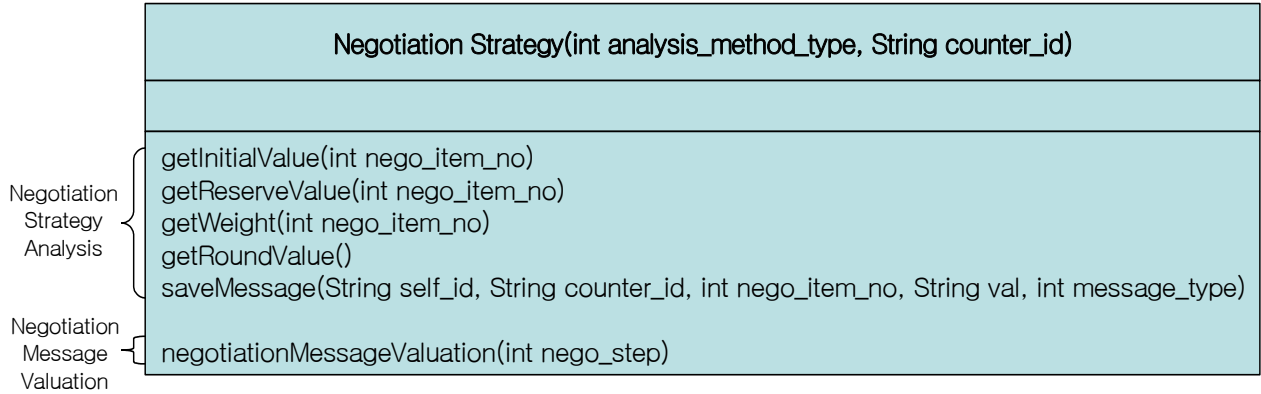 Negotiation Strategy(int analysis_method_type, String counter_id)
Negotiation
Strategy
Analysis
getInitialValue(int nego_item_no)
getReserveValue(int nego_item_no)
getWeight(int nego_item_no)
getRoundValue()
saveMessage(String self_id, String counter_id, int nego_item_no, String val, int message_type)
Negotiation
Message
Valuation
negotiationMessageValuation(int nego_step)